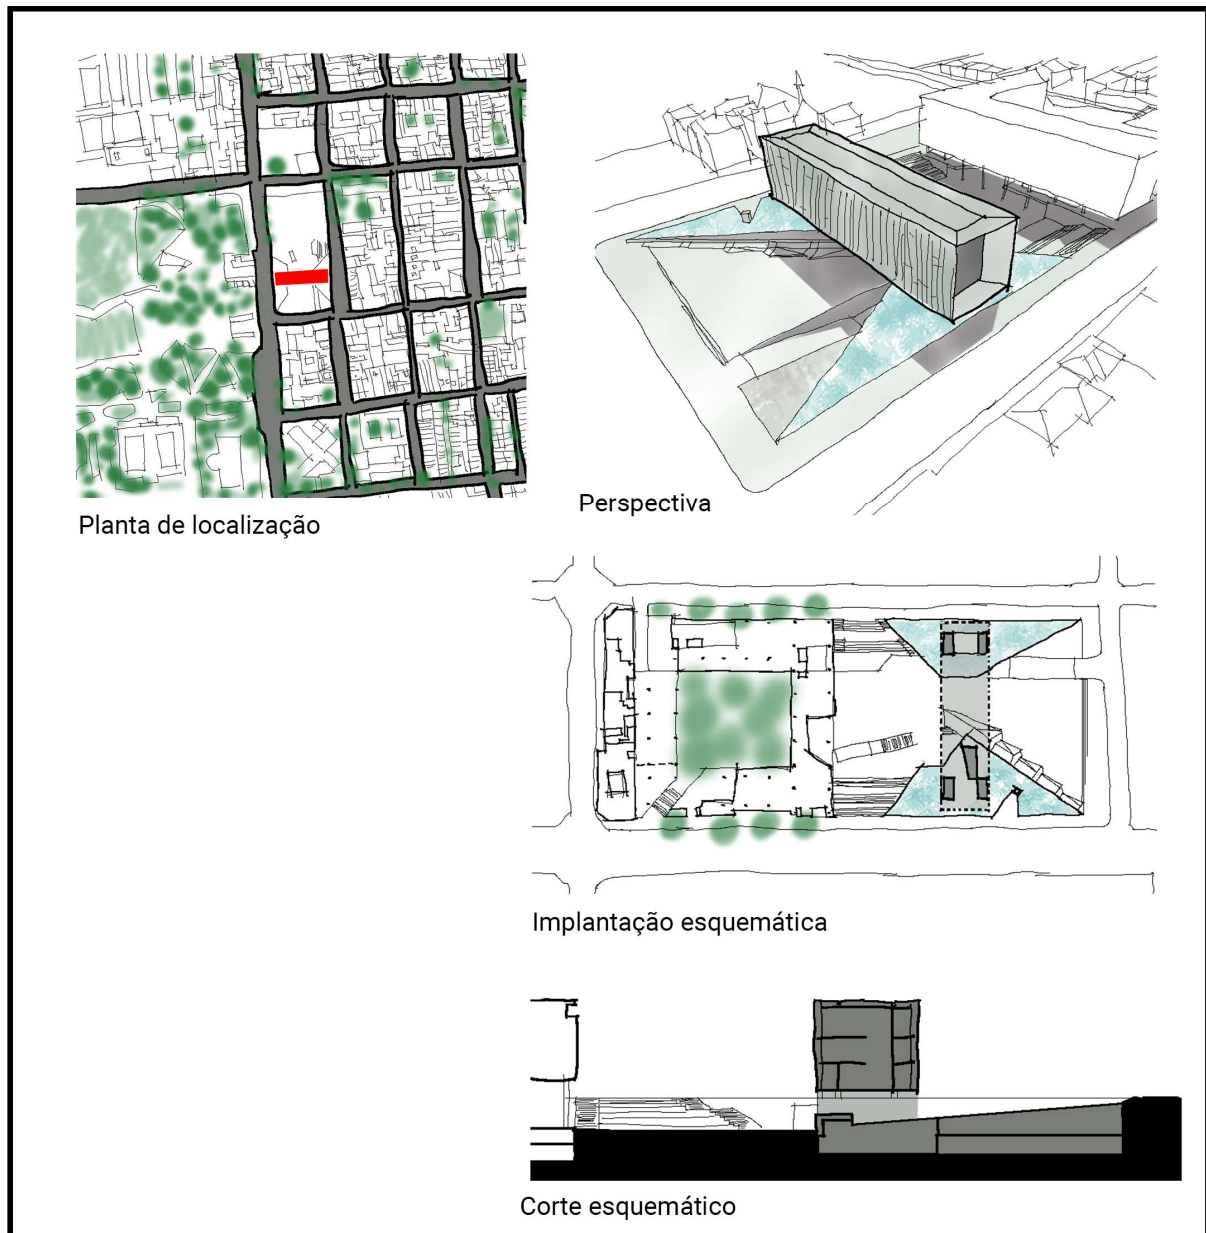 Planta de localização
Perspectiva
Implantação esquemática
Corte esquemático